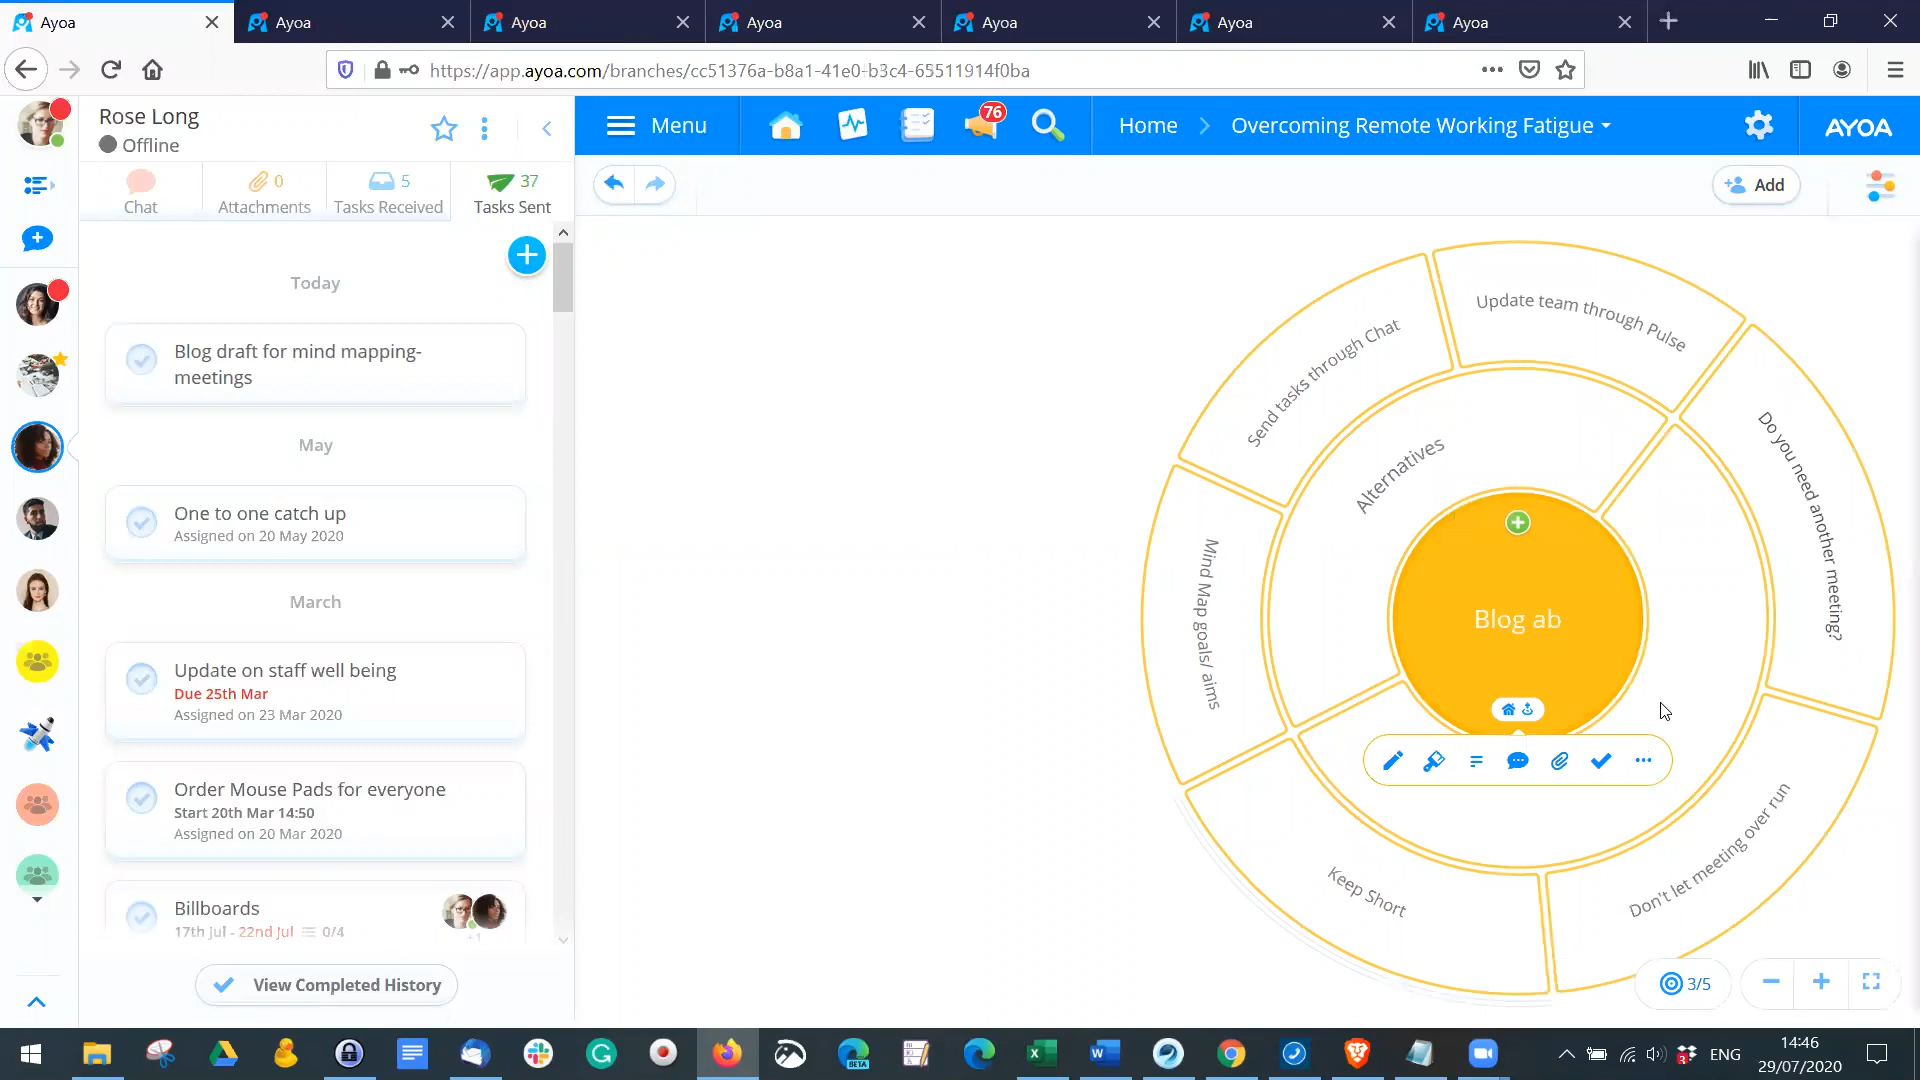 Ayoa
Ayoa
Ayoa
Ayoa
Ayoa
Ayoa
Ayoa
https://app.ayoa.com/branches/cc51376a-b8a1-41e0-b3c4-65511914f0ba
Rose Long
Offline
Chat
0
Attachments
5
Tasks Received
37
Tasks Sent
Menu
76
Home
Overcoming Remote Working Fatigue
AYOA
Add
Today
Blog draft for mind mapping-
meetings
May
One to one catch up
Assigned on 20 May 2020
March
Update on staff well being
Due 25th Mar
Assigned on 23 Mar 2020
Order Mouse Pads for everyone
Start 20th Mar 14:50
Assigned on 20 Mar 2020
Billboards
17th Jul - 22nd Jul 0/4
+1
View Completed History
Update team through Pulse
Send tasks through Chat
Do you need another meeting?
Alternatives
Mind Map goals/ aims
Blog ab
Don't let meeting over run
Keep Short
3/5
BETA
3
ENG
14:46
29/07/2020